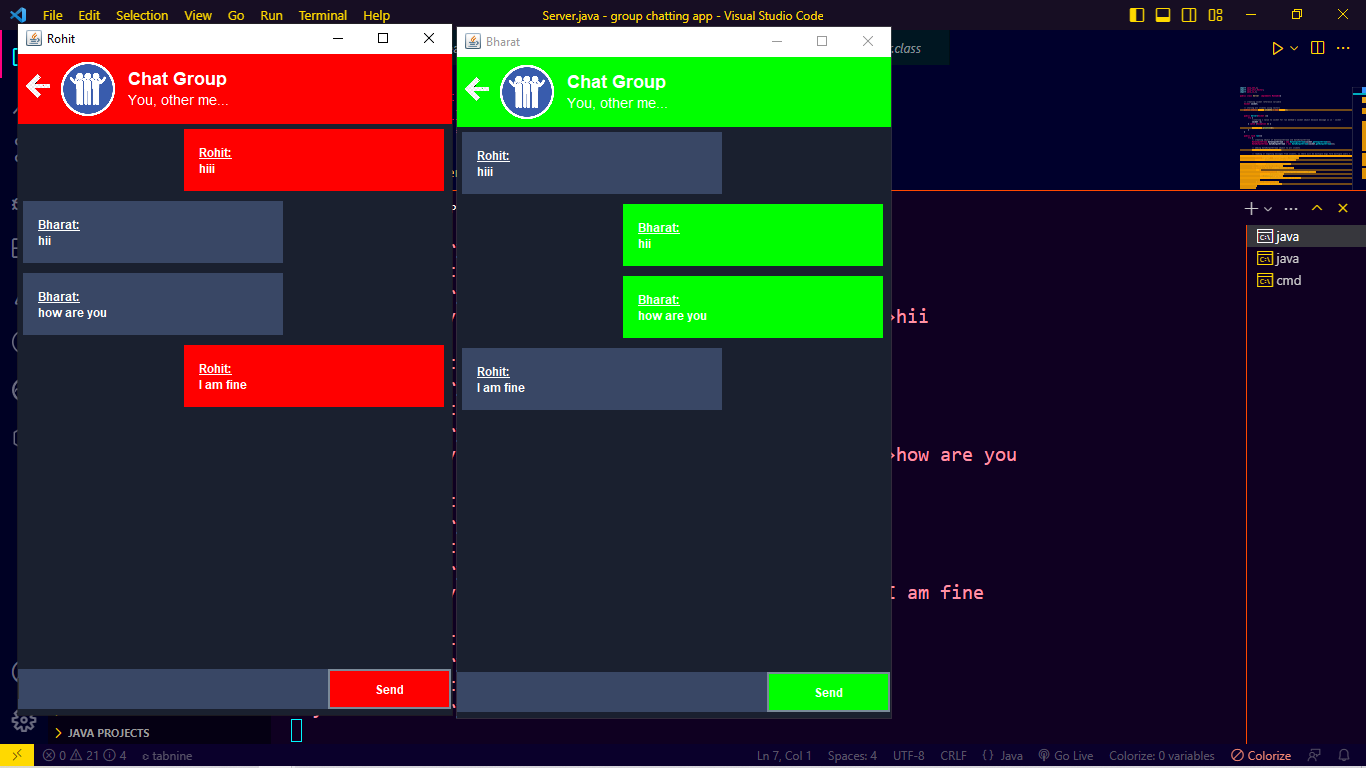 File Edit Selection View Go Run Terminal Help
Server.java - group chatting app - Visual Studio Code
Rohit
Chat Group
You, other me...
Rohit:
hiii
Bharat:
hii
Bharat:
how are you
Rohit:
I am fine
Send
Bharat
Chat Group
You, other me...
Rohit:
hiii
Bharat:
hii
Bharat:
how are you
Rohit:
I am fine
Send
.class
>hii
>how are you
I am fine
java
java
cmd
JAVA PROJECTS
0 21 4 tabnine
Ln 7, Col 1 Spaces: 4 UTF-8 CRLF {} Java Go Live Colorize: 0 variables Colorize